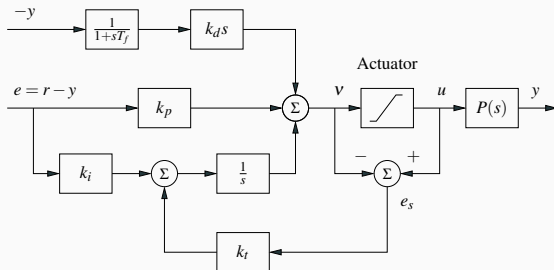 −y
1/(1+sT_f)
k_d s
e = r − y
k_p
Σ
ν
Actuator
u
P(s)
y
k_i
Σ
1/s
−
+
Σ
e_s
k_t